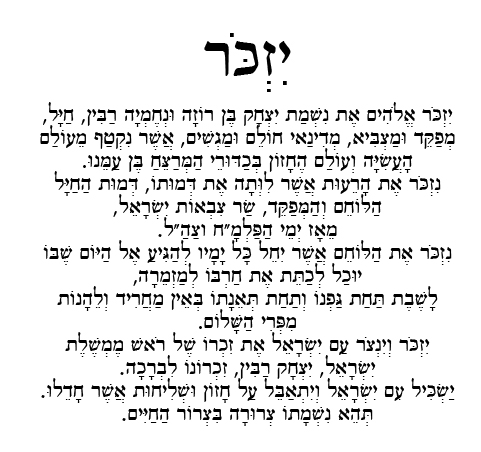 יִזְכֹּר
יִזְכֹּר אֱלֹהִים אֶת נִשְׁמַת יִצְחָק בֶּן רוֹזָה וּנְחֶמְיָה רַבִּין, חַיָּל,
מְפַקֵּד וּמַצְבִּיא, מְדִינַאי חוֹלֵם וּמַגְשִׁים, אֲשֶׁר נִקְטַף מֵעוֹלַם
הָעֲשִׂיָּה וְעוֹלַם הֶחָזוֹן בְּכַדּוּרֵי הַמְּרַצֵּחַ בֶּן עַמֵּנוּ.
נִזְכֹּר אֶת הָרֵעוּת אֲשֶׁר לִוְּתָה אֶת דְּמוּתוֹ, דְּמוּת הַחַיָּל
הַלּוֹחֵם וְהַמְּפַקֵּד, שַׂר צִבְאוֹת יִשְׂרָאֵל,
מֵאָז יְמֵי הַפַּלְמָ״ח וצַהַ״ל.
נִזְכֹּר אֶת הַלּוֹחֵם אֲשֶׁר יִחֵל כָּל יָמָיו לְהַגִּיעַ אֶל הַיּוֹם שֶׁבּוֹ
יוּכַל לְכַתֵּת אֶת חַרְבּוֹ לְמַזְמֵרָה,
לָשֶׁבֶת תַּחַת גַּפְנוֹ וְתַחַת תְּאֵנָתוֹ בְּאֵין מַחֲרִיד וְלֵהָנוֹת
מִפְּרִי הַשָּׁלוֹם.
יִזְכֹּר וְיִנְצֹר עַם יִשְׂרָאֵל אֶת זִכְרוֹ שֶׁל רֹאשׁ מֶמְשֶׁלֶת
יִשְׂרָאֵל, יִצְחָק רַבִּין, זִכְרוֹנוֹ לִבְרָכָה.
יַשְׂכִּיל עַם יִשְׂרָאֵל וְיִתְאַבֵּל עַל חָזוֹן וּשְׁלִיחוּת אֲשֶׁר חָדֵלוּ.
תְּהֵא נִשְׁמָתוֹ צְרוּרָה בִּצְרוֹר הַחַיִּים.